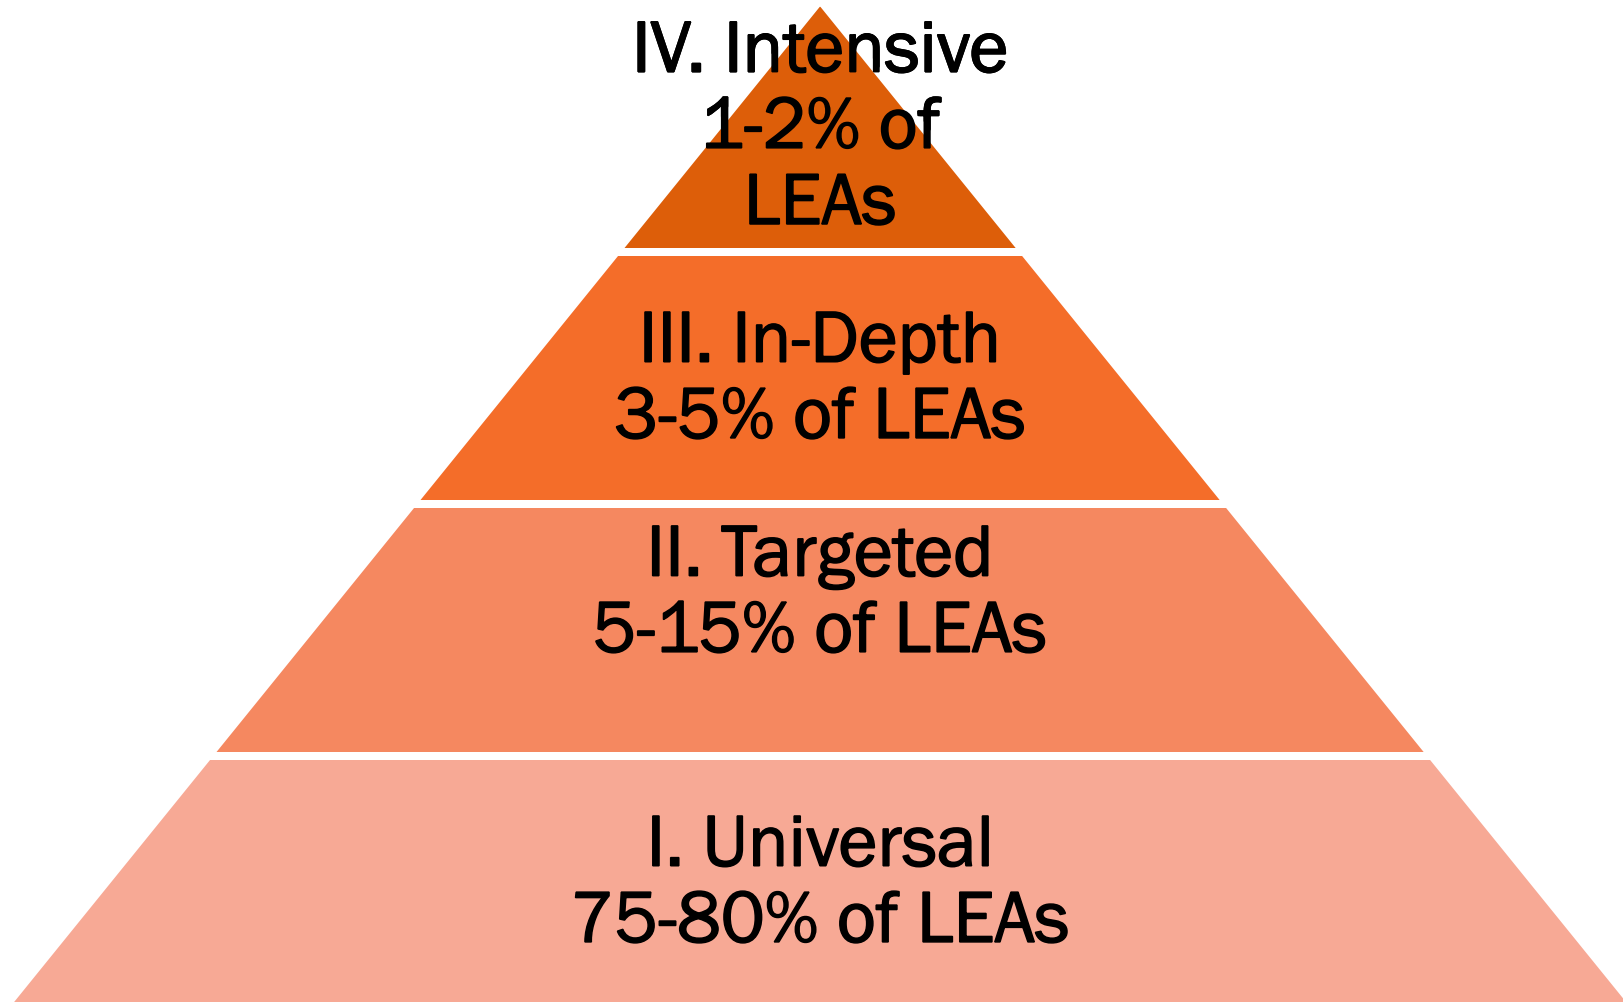 IV. Intensive
1-2% of
LEAs
III. In-Depth
3-5% of LEAs
II. Targeted
5-15% of LEAs
I. Universal
75-80% of LEAs